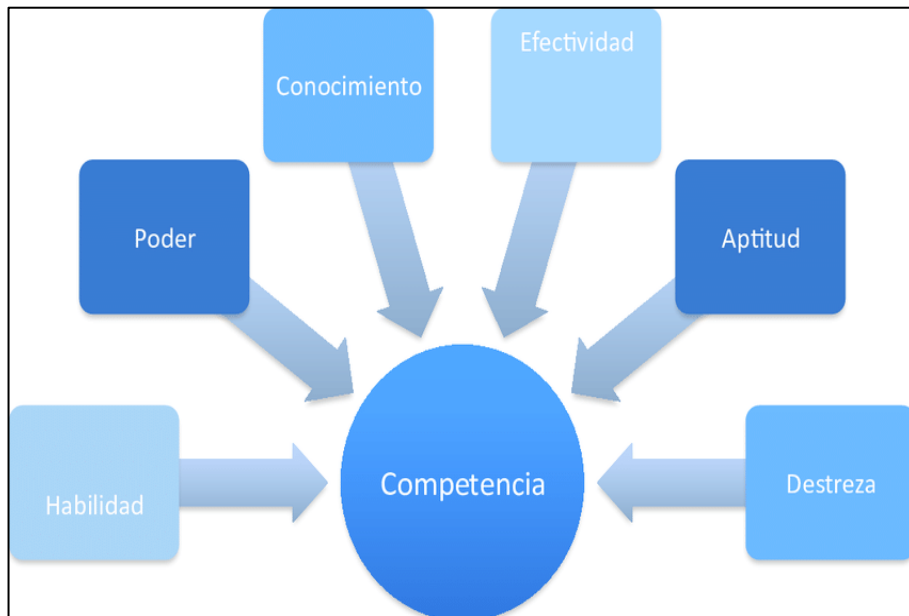 Efectividad
Conocimiento
Poder
Aptitud
Habilidad
Competencia
Destreza